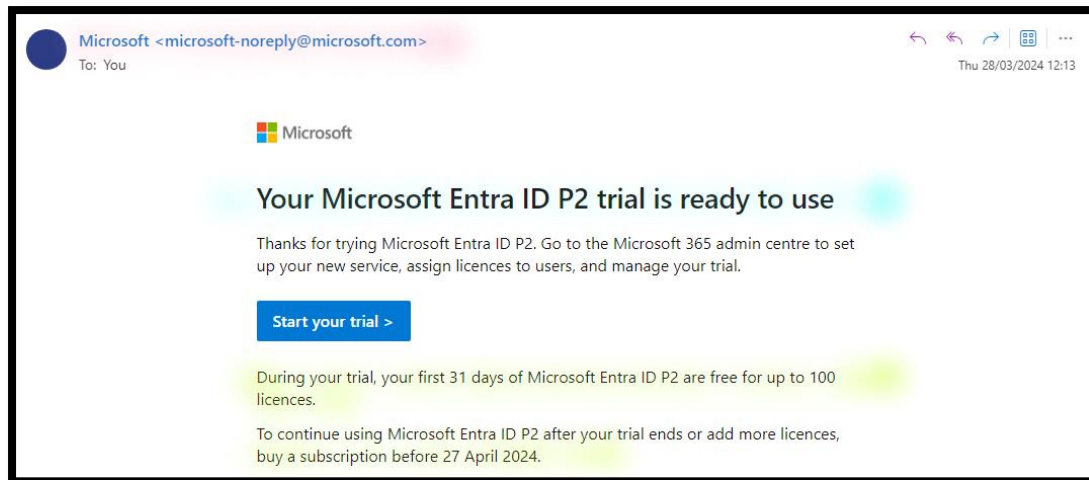 Microsoft <microsoft-noreply@microsoft.com>
To: You
Thu 28/03/2024 12:13
Microsoft
Your Microsoft Entra ID P2 trial is ready to use
Thanks for trying Microsoft Entra ID P2. Go to the Microsoft 365 admin centre to set
up your new service, assign licences to users, and manage your trial.
Start your trial >
During your trial, your first 31 days of Microsoft Entra ID P2 are free for up to 100
licences.
To continue using Microsoft Entra ID P2 after your trial ends or add more licences,
buy a subscription before 27 April 2024.